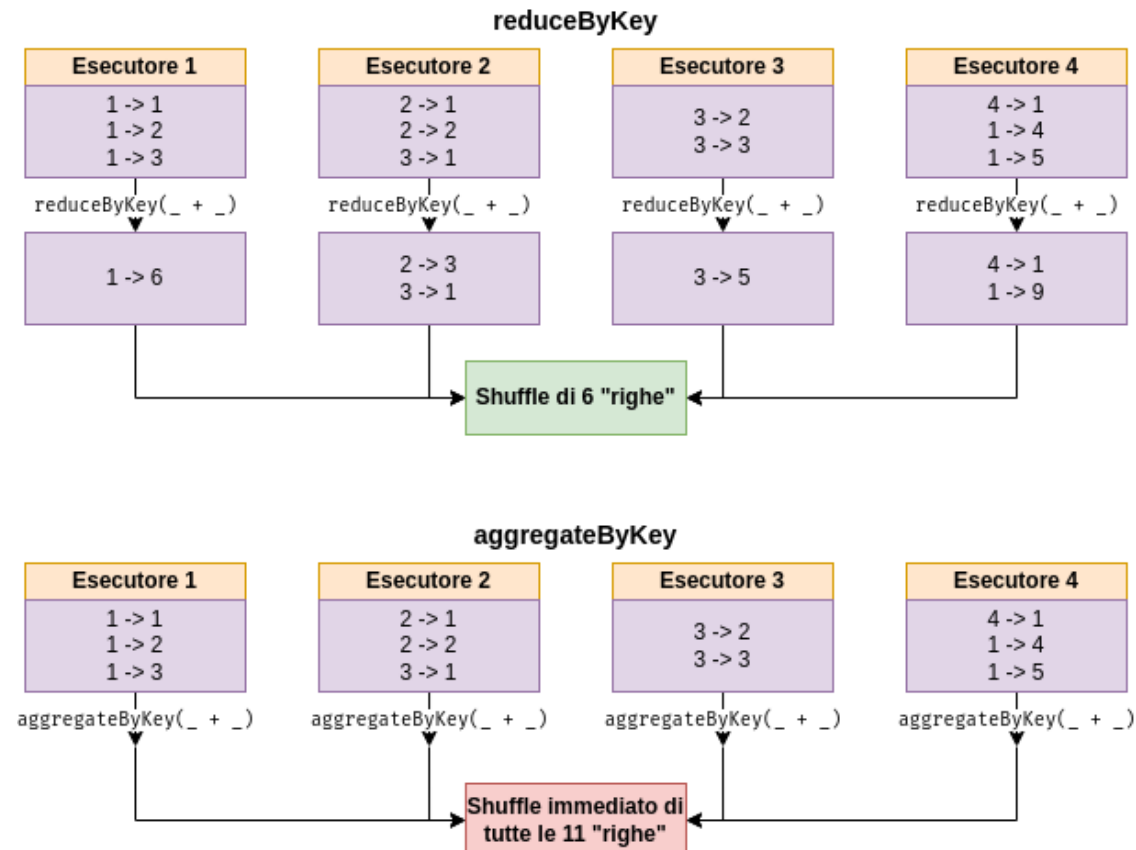 reduceByKey
Esecutore 1
1 -> 1
1 -> 2
1 -> 3
reduceByKey(_ + _)
1 -> 6
Esecutore 2
2 -> 1
2 -> 2
3 -> 1
reduceByKey(_ + _)
2 -> 3
3 -> 1
Esecutore 3
3 -> 2
3 -> 3
reduceByKey(_ + _)
3 -> 5
Esecutore 4
4 -> 1
1 -> 4
1 -> 5
reduceByKey(_ + _)
4 -> 1
1 -> 9
Shuffle di 6 "righe"
aggregateByKey
Esecutore 1
1 -> 1
1 -> 2
1 -> 3
aggregateByKey(_ + _)
Esecutore 2
2 -> 1
2 -> 2
3 -> 1
aggregateByKey(_ + _)
Esecutore 3
3 -> 2
3 -> 3
aggregateByKey(_ + _)
Esecutore 4
4 -> 1
1 -> 4
1 -> 5
aggregateByKey(_ + _)
Shuffle immediato di
tutte le 11 "righe"